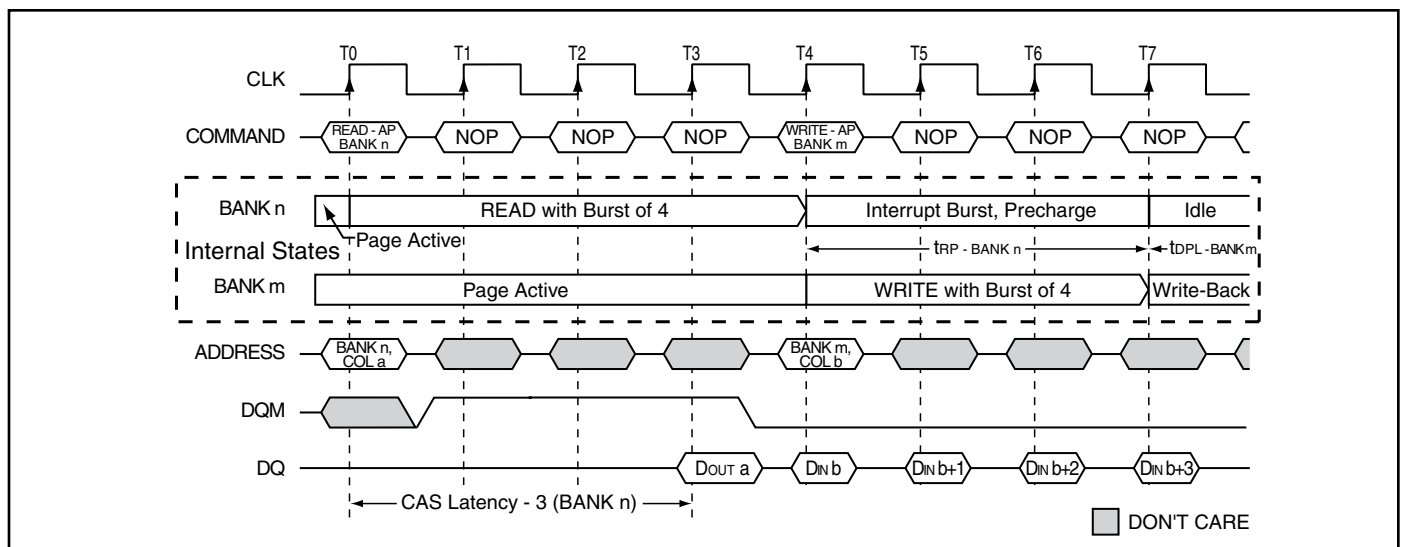 T0 T1 T2 T3 T4 T5 T6 T7
CLK
COMMAND READ - AP NOP NOP NOP WRITE - AP NOP NOP NOP
BANK n BANK m
BANK n READ with Burst of 4 Interrupt Burst, Precharge Idle
Page Active tRP - BANK n tDPL - BANK m
Internal States
BANK m Page Active WRITE with Burst of 4 Write-Back
ADDRESS BANK n, BANK m,
COL a COL b
DQM
DQ DOUT a DIN b DIN b+1 DIN b+2 DIN b+3
CAS Latency - 3 (BANK n)
DON'T CARE